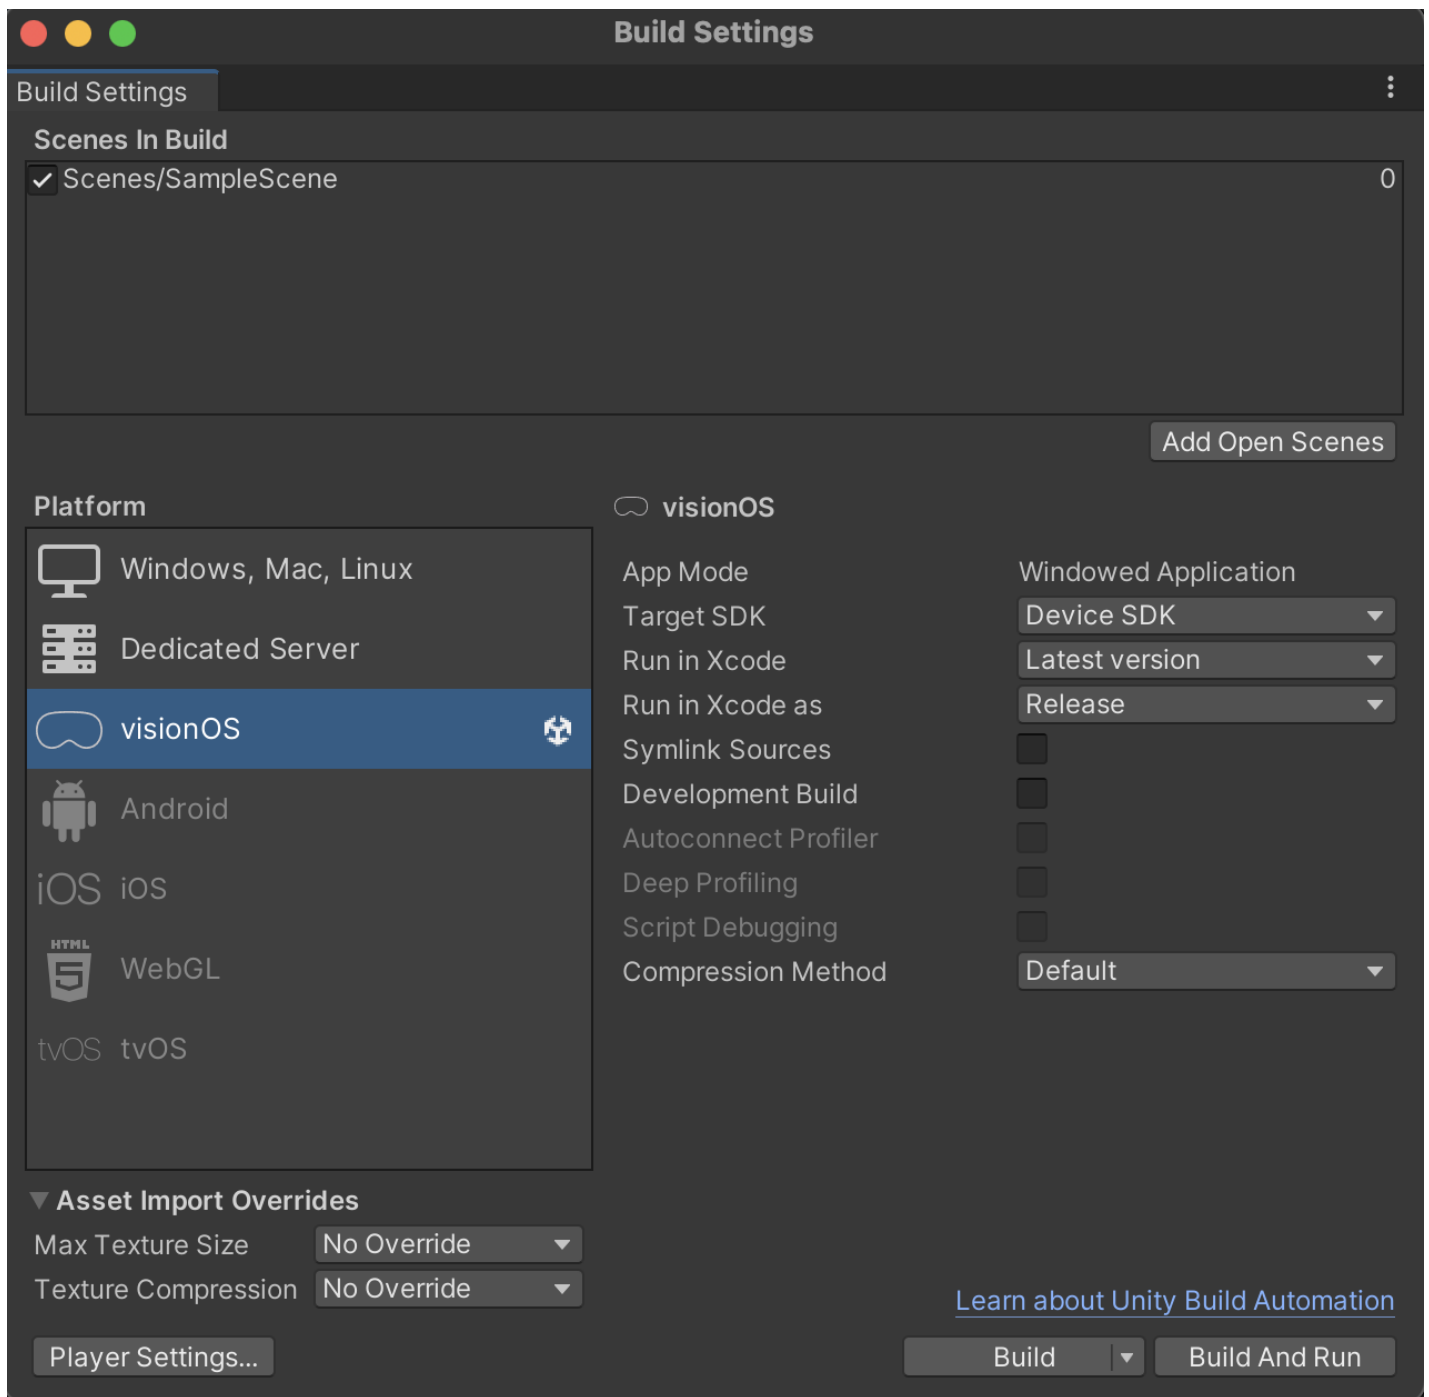 Build Settings
Build Settings
Scenes In Build
Scenes/SampleScene 0
Add Open Scenes
Platform
Windows, Mac, Linux
Dedicated Server
visionOS
Android
iOS iOS
HTML 5 WebGL
tvOS tvOS
visionOS
App Mode Windowed Application
Target SDK Device SDK
Run in Xcode Latest version
Run in Xcode as Release
Symlink Sources
Development Build
Autoconnect Profiler
Deep Profiling
Script Debugging
Compression Method Default
Asset Import Overrides
Max Texture Size No Override
Texture Compression No Override
Learn about Unity Build Automation
Player Settings... Build Build And Run